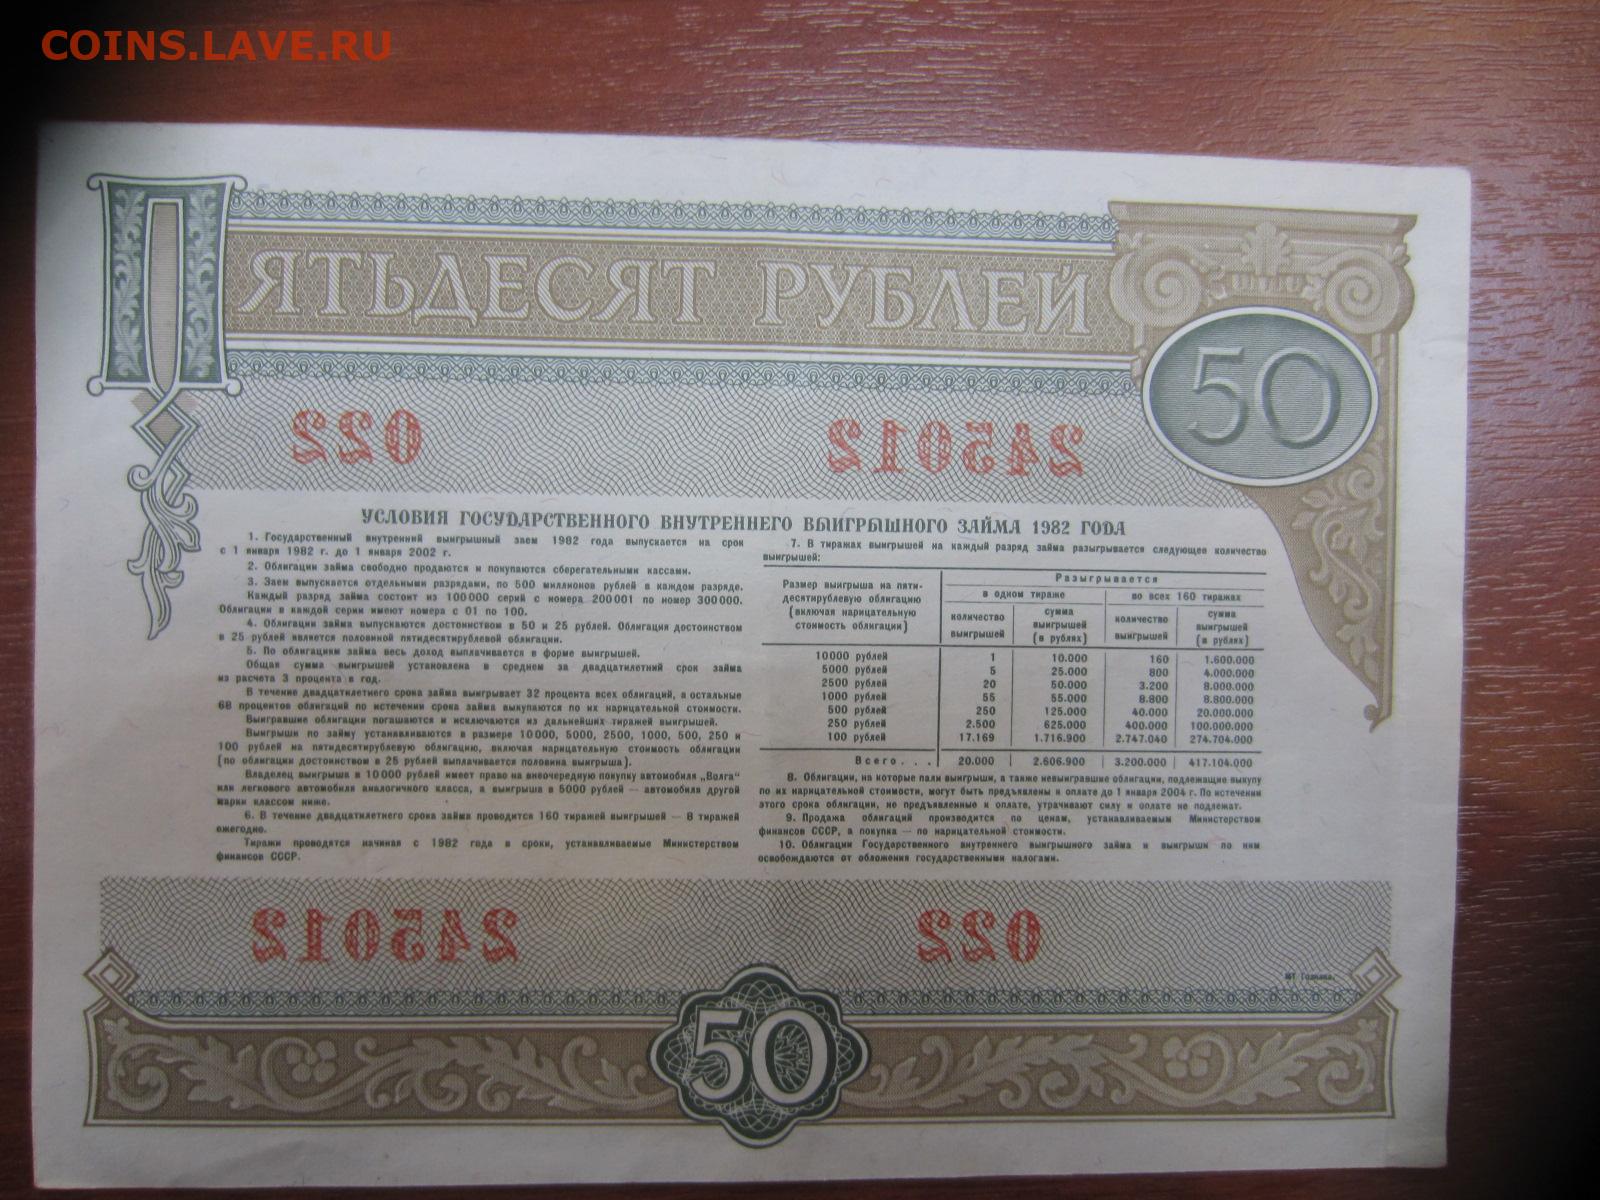 COINS.LAVE.RU
ПЯТЬДЕСЯТ РУБЛЕЙ
50
022 245012
УСЛОВИЯ ГОСУДАРСТВЕННОГО ВНУТРЕННЕГО ВЫИГРЫШНОГО ЗАЙМА 1982 ГОДА
1. Государственный внутренний выигрышный заем 1982 года выпускается на срок
с 1 января 1982 г. до 1 января 2002 г.
2. Облигации займа свободно продаются и покупаются сберегательными кассами.
3. Заем выпускается отдельными разрядами, по 500 миллионов рублей в каждом разряде.
Каждый разряд займа состоит из 100000 серий с номера 200001 по номер 300000.
Облигации в каждой серии имеют номера с 01 по 100.
4. Облигации займа выпускаются достоинством в 50 и 25 рублей. Облигация достоинством
в 25 рублей является половиной пятидесятирублевой облигации.
5. По облигациям займа весь доход выплачивается в форме выигрышей.
Общая сумма выигрышей установлена в среднем за двадцатилетний срок займа
из расчета 3 процента в год.
В течение двадцатилетнего срока займа выигрывает 32 процента всех облигаций, а остальные
68 процентов облигаций по истечении срока займа выкупаются по их нарицательной стоимости.
Выигравшие облигации погашаются и исключаются из дальнейших тиражей выигрышей.
Выигрыши по займу устанавливаются в размере 10000, 5000, 2500, 1000, 500, 250 и
100 рублей на пятидесятирублевую облигацию, включая нарицательную стоимость облигации
(по облигации достоинством в 25 рублей выплачивается половина выигрыша).
Владелец выигрыша в 10000 рублей имеет право на внеочередную покупку автомобиля „Волга“
или легкового автомобиля аналогичного класса, а выигрыша в 5000 рублей — автомобиля другой
марки классом ниже.
6. В течение двадцатилетнего срока займа проводится 160 тиражей выигрышей — 8 тиражей
ежегодно.
Тиражи проводятся начиная с 1982 года в сроки, устанавливаемые Министерством
финансов СССР.
7. В тиражах выигрышей на каждый разряд займа разыгрывается следующее количество
выигрышей:
Размер выигрыша на пяти-
десятирублевую облигацию
(включая нарицательную
стоимость облигации)
Разыгрывается
в одном тираже во всех 160 тиражах
количество выигрышей сумма выигрышей (в рублях) количество выигрышей сумма выигрышей (в рублях)
10000 рублей 1 10.000 160 1.600.000
5000 рублей 5 25.000 800 4.000.000
2500 рублей 20 50.000 3.200 8.000.000
1000 рублей 55 55.000 8.800 8.800.000
500 рублей 250 125.000 40.000 20.000.000
250 рублей 2.500 625.000 400.000 100.000.000
100 рублей 17.169 1.716.900 2.747.040 274.704.000
Всего... 20.000 2.606.900 3.200.000 417.104.000
8. Облигации, на которые пали выигрыши, а также невыигравшие облигации, подлежащие выкупу
по их нарицательной стоимости, могут быть предъявлены к оплате до 1 января 2004 г. По истечении
этого срока облигации, не предъявленные к оплате, утрачивают силу и оплате не подлежат.
9. Продажа облигаций производится по ценам, устанавливаемым Министерством
финансов СССР, а покупка — по нарицательной стоимости.
10. Облигации Государственного внутреннего выигрышного займа и выигрыши по ним
освобождаются от обложения государственными налогами.
245012 022
Гознака.
50